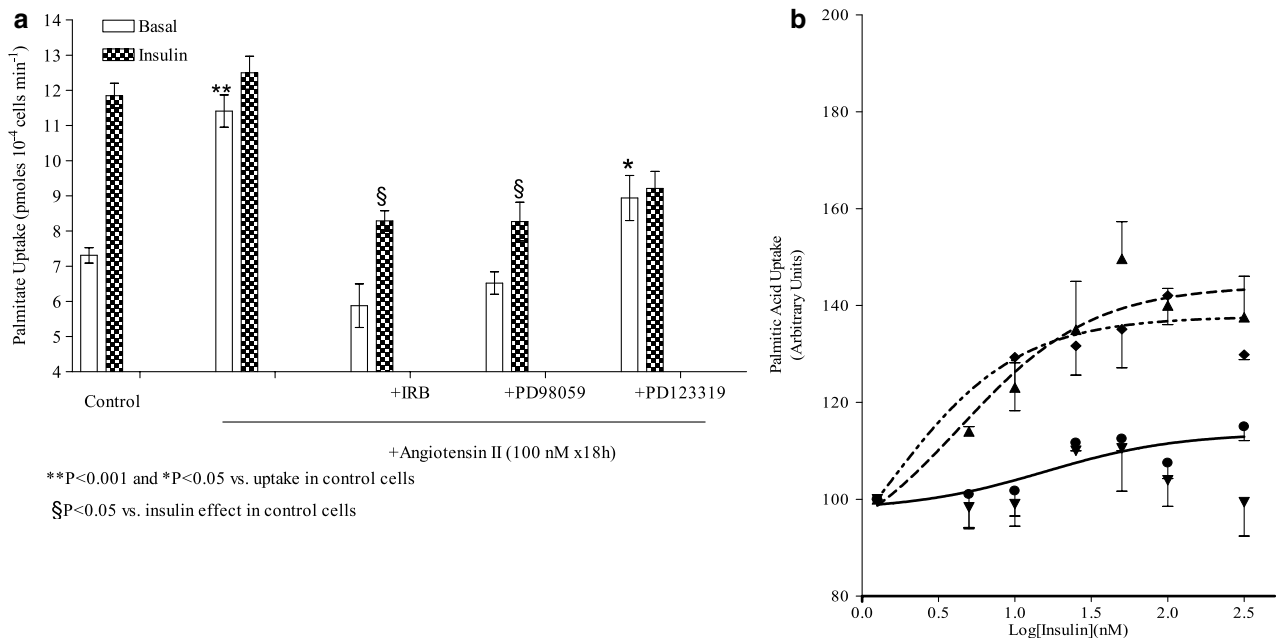 a
Palmitate Uptake (pmoles 10⁻⁴ cells min⁻¹)
14
13
12
11
10
9
8
7
6
5
4
Basal
Insulin
**
§
§
*
Control
+IRB
+PD98059
+PD123319
+Angiotensin II (100 nM x18h)
**P<0.001 and *P<0.05 vs. uptake in control cells
§P<0.05 vs. insulin effect in control cells
b
Palmitic Acid Uptake
(Arbitrary Units)
200
180
160
140
120
100
80
0.0 0.5 1.0 1.5 2.0 2.5
Log[Insulin](nM)